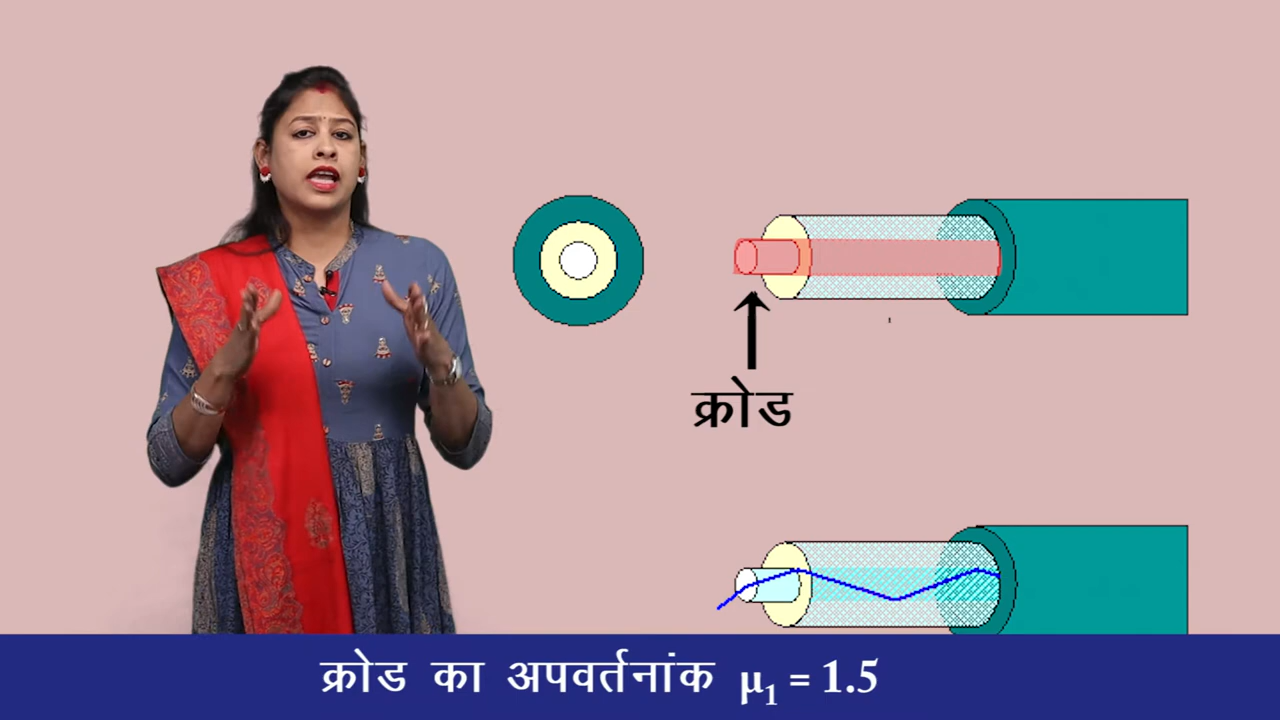 क्रोड
क्रोड का अपवर्तनांक μ₁ = 1.5